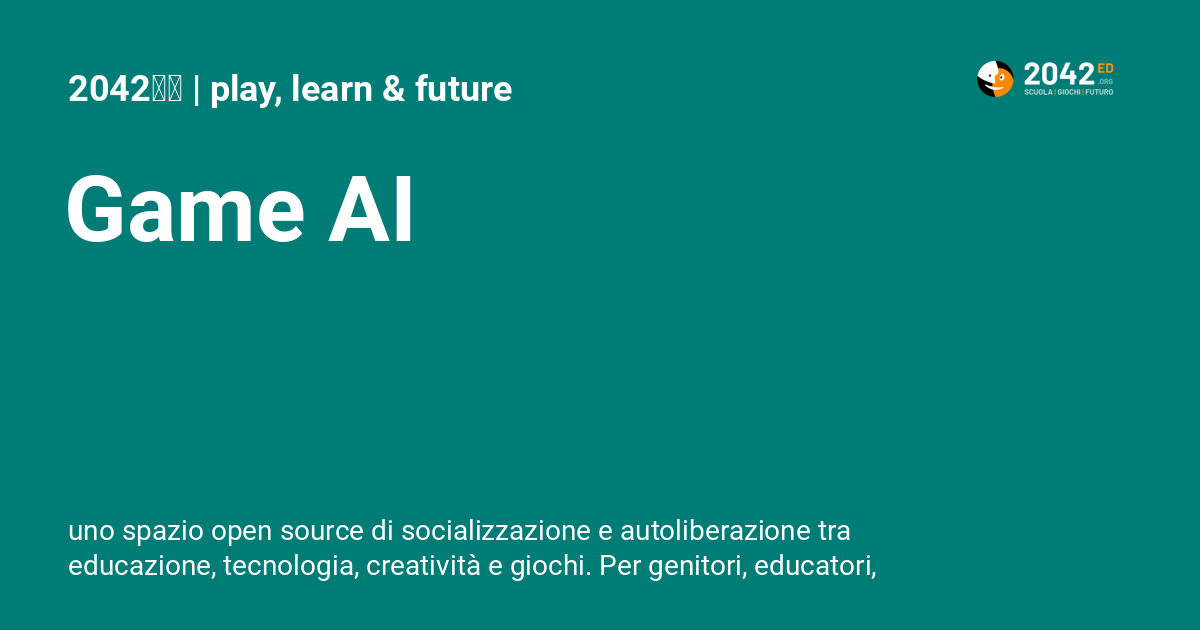 2042 | play, learn & future
2042 ED
.ORG
SCUOLA | GIOCHI | FUTURO
Game AI
uno spazio open source di socializzazione e autoliberazione tra
educazione, tecnologia, creatività e giochi. Per genitori, educatori,